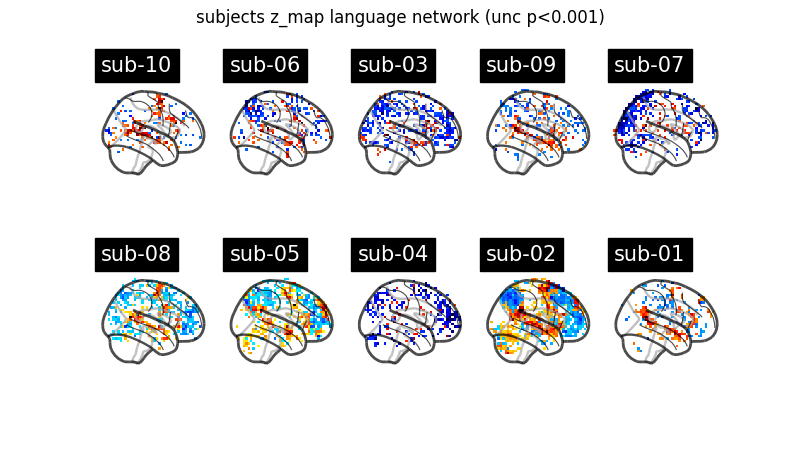 subjects z_map language network (unc p<0.001)
sub-10 sub-06 sub-03 sub-09 sub-07
sub-08 sub-05 sub-04 sub-02 sub-01